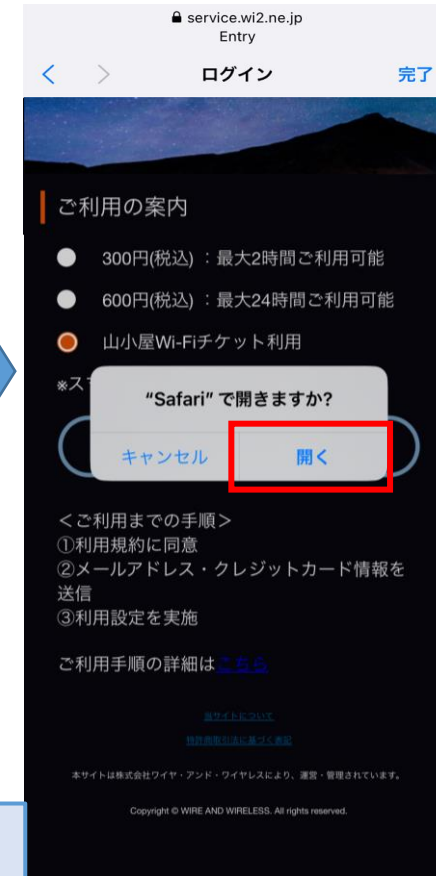 service.wi2.ne.jp
Entry
ログイン
完了
ご利用の案内
300円(税込) ：最大2時間ご利用可能
600円(税込) ：最大24時間ご利用可能
山小屋Wi-Fiチケット利用
※ス
“Safari” で開きますか?
キャンセル
開く
＜ご利用までの手順＞
①利用規約に同意
②メールアドレス・クレジットカード情報を
送信
③利用設定を実施
ご利用手順の詳細はこちら
当サイトについて
特許商取引法に基づく表記
本サイトは株式会社ワイヤ・アンド・ワイヤレスにより、運営・管理されています。
Copyright © WIRE AND WIRELESS. All rights reserved.